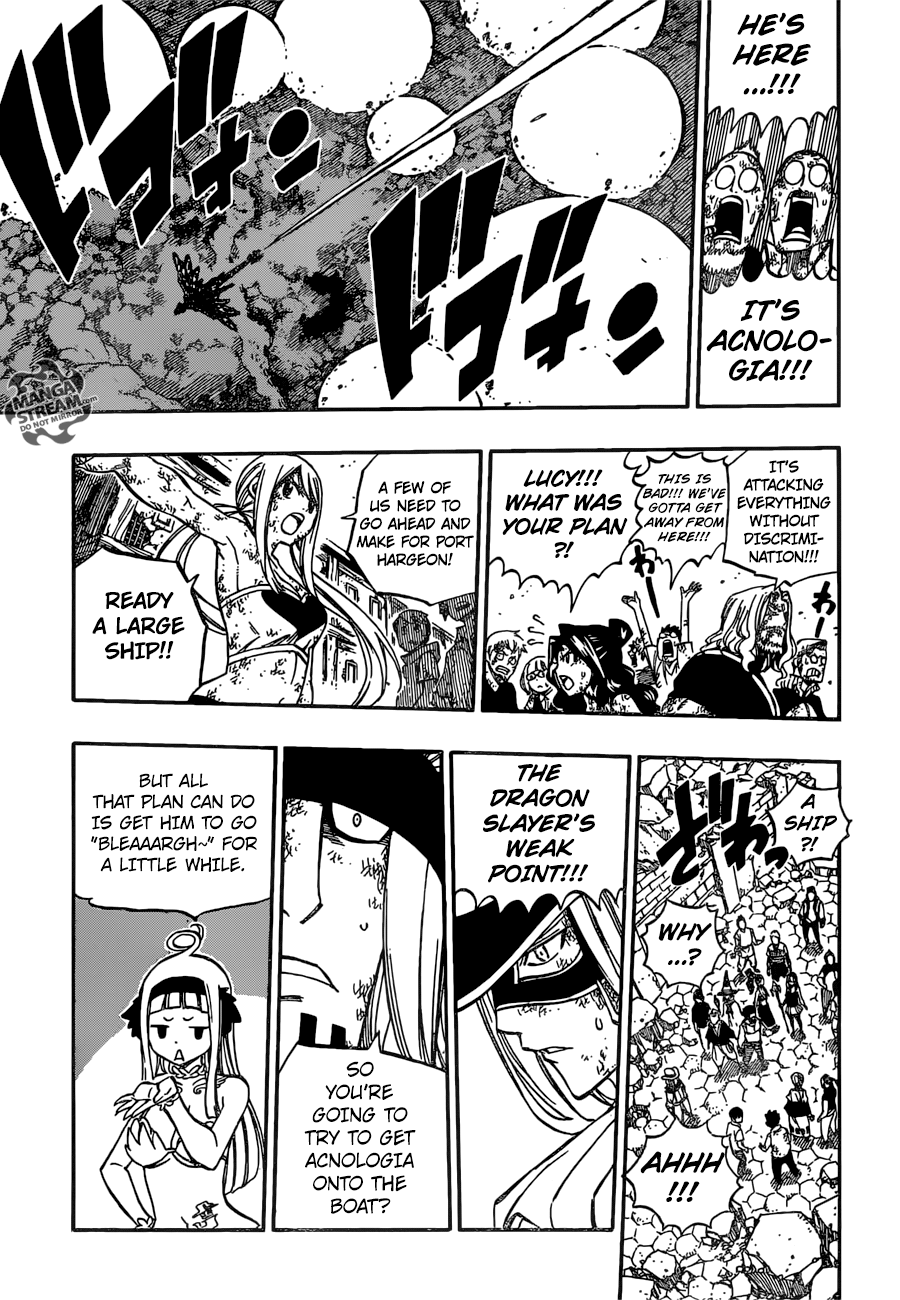 HE'S
HERE
...!!!
IT'S
ACNOLO-
GIA!!!
ドゴォン
ドゴォン
MANGA
STREAM.com
DO NOT MIRROR
IT'S
ATTACKING
EVERYTHING
WITHOUT
DISCRIMI-
NATION!!!
THIS IS
BAD!!! WE'VE
GOTTA GET
AWAY FROM
HERE!!!
LUCY!!!
WHAT WAS
YOUR PLAN
?!
わー
わー
A FEW OF
US NEED TO
GO AHEAD AND
MAKE FOR PORT
HARGEON!
READY
A LARGE
SHIP!!
A
SHIP
?!
ざわっ
WHY
...?
AHHH
!!!
THE
DRAGON
SLAYER'S
WEAK
POINT!!!
SO
YOU'RE
GOING TO
TRY TO GET
ACNOLOGIA
ONTO THE
BOAT?
BUT ALL
THAT PLAN CAN DO
IS GET HIM TO GO
"BLEAAARGH~" FOR
A LITTLE WHILE.